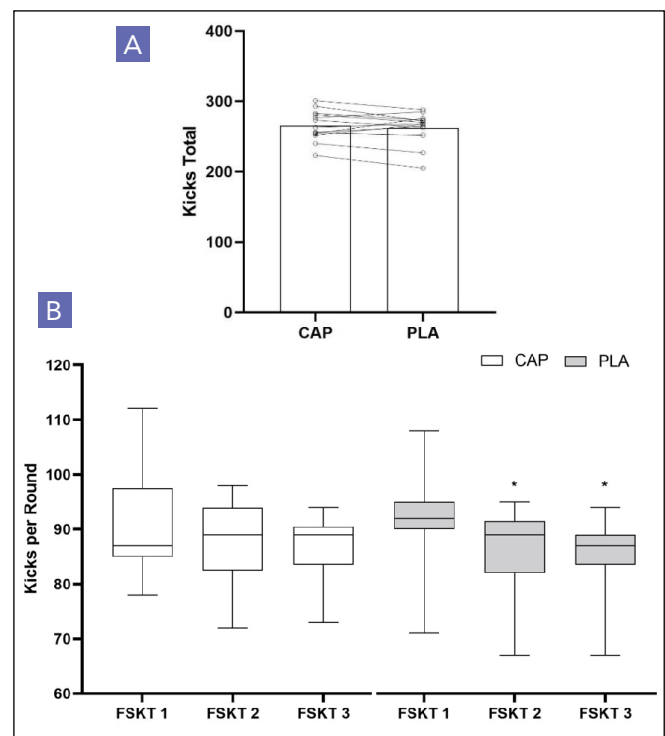 A
400
300
200
100
0
Kicks Total
CAP PLA
B
CAP PLA
120
110
100
90
80
70
60
Kicks per Round
* *
FSKT 1 FSKT 2 FSKT 3 FSKT 1 FSKT 2 FSKT 3